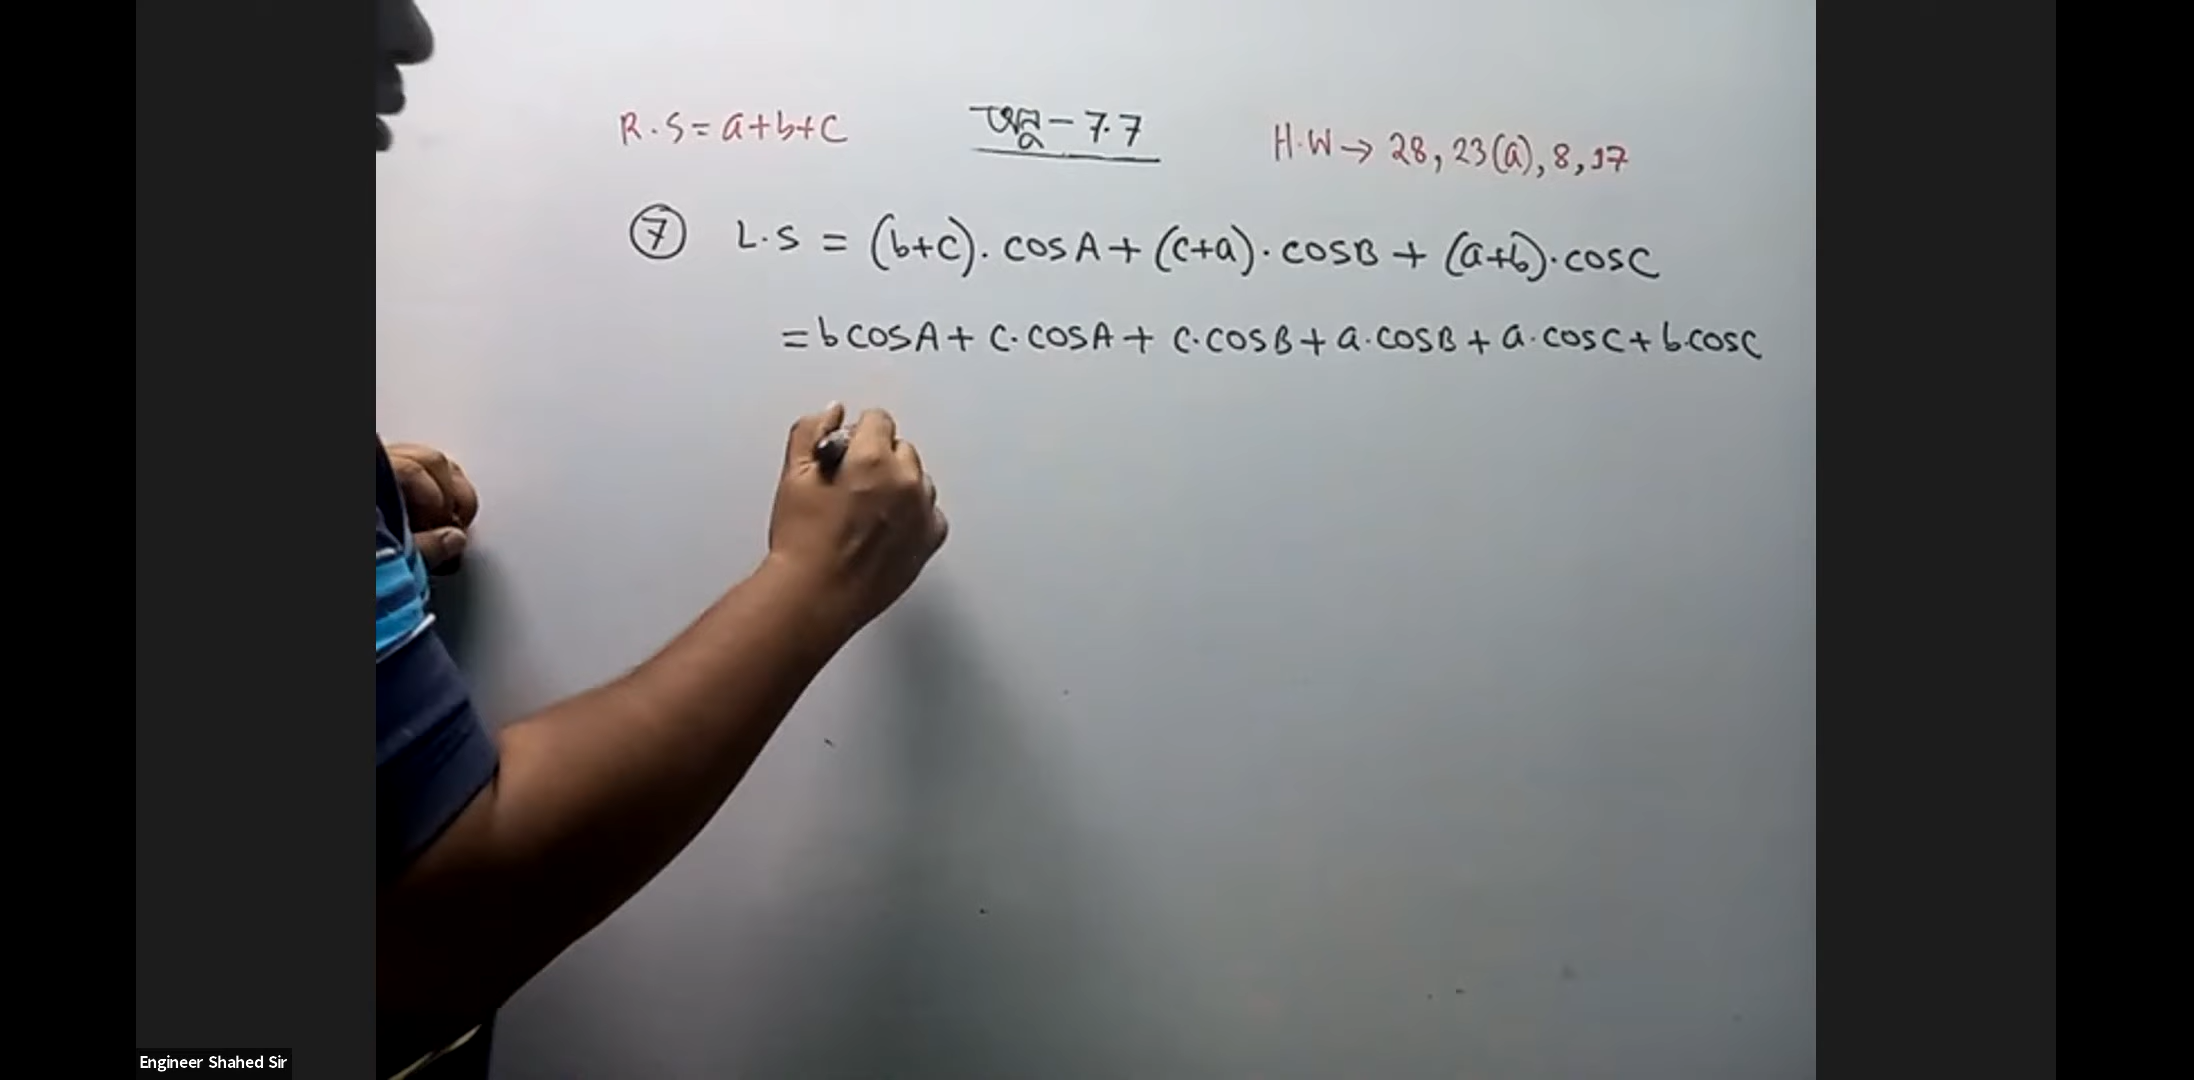 R.S = a+b+c
অনু - 7.7
H.W → 28, 23(a), 8, 17
⑦ L.S = (b+c). cosA + (c+a).cosB + (a+b).cosC
= b cosA + c.cosA + c.cosB + a.cosB + a.cosC + b.cosC
Engineer Shahed Sir